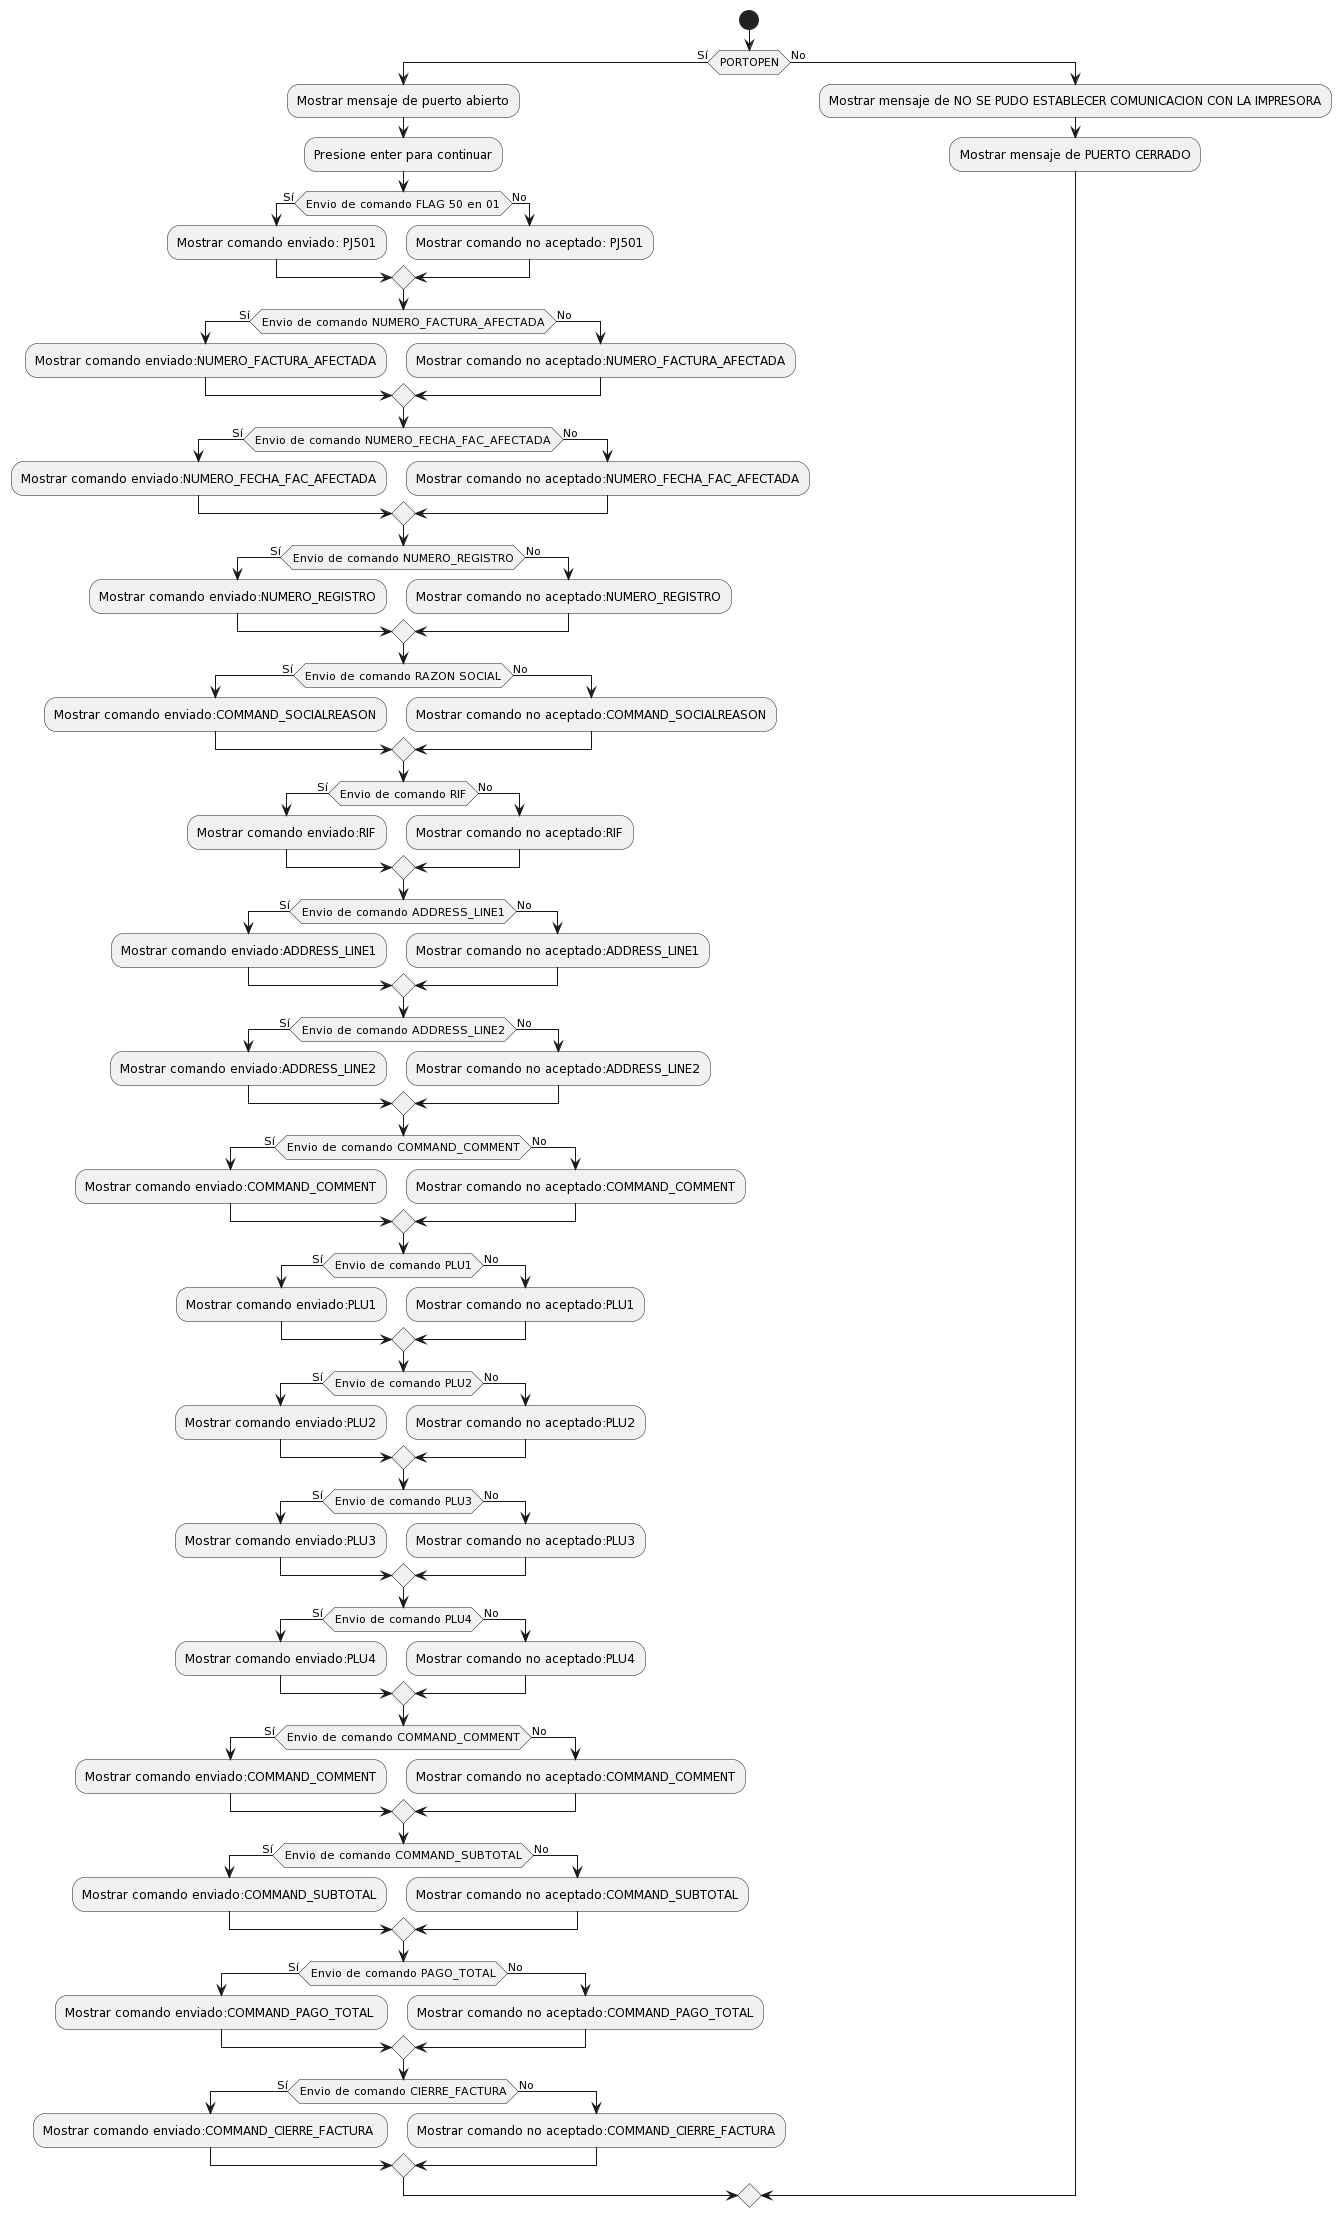 Sí
PORTOPEN
No
Mostrar mensaje de puerto abierto
Mostrar mensaje de NO SE PUDO ESTABLECER COMUNICACION CON LA IMPRESORA
Presione enter para continuar
Mostrar mensaje de PUERTO CERRADO
Sí
Envio de comando FLAG 50 en 01
No
Mostrar comando enviado: PJ501
Mostrar comando no aceptado: PJ501
Sí
Envio de comando NUMERO_FACTURA_AFECTADA
No
Mostrar comando enviado:NUMERO_FACTURA_AFECTADA
Mostrar comando no aceptado:NUMERO_FACTURA_AFECTADA
Sí
Envio de comando NUMERO_FECHA_FAC_AFECTADA
No
Mostrar comando enviado:NUMERO_FECHA_FAC_AFECTADA
Mostrar comando no aceptado:NUMERO_FECHA_FAC_AFECTADA
Sí
Envio de comando NUMERO_REGISTRO
No
Mostrar comando enviado:NUMERO_REGISTRO
Mostrar comando no aceptado:NUMERO_REGISTRO
Sí
Envio de comando RAZON SOCIAL
No
Mostrar comando enviado:COMMAND_SOCIALREASON
Mostrar comando no aceptado:COMMAND_SOCIALREASON
Sí
Envio de comando RIF
No
Mostrar comando enviado:RIF
Mostrar comando no aceptado:RIF
Sí
Envio de comando ADDRESS_LINE1
No
Mostrar comando enviado:ADDRESS_LINE1
Mostrar comando no aceptado:ADDRESS_LINE1
Sí
Envio de comando ADDRESS_LINE2
No
Mostrar comando enviado:ADDRESS_LINE2
Mostrar comando no aceptado:ADDRESS_LINE2
Sí
Envio de comando COMMAND_COMMENT
No
Mostrar comando enviado:COMMAND_COMMENT
Mostrar comando no aceptado:COMMAND_COMMENT
Sí
Envio de comando PLU1
No
Mostrar comando enviado:PLU1
Mostrar comando no aceptado:PLU1
Sí
Envio de comando PLU2
No
Mostrar comando enviado:PLU2
Mostrar comando no aceptado:PLU2
Sí
Envio de comando PLU3
No
Mostrar comando enviado:PLU3
Mostrar comando no aceptado:PLU3
Sí
Envio de comando PLU4
No
Mostrar comando enviado:PLU4
Mostrar comando no aceptado:PLU4
Sí
Envio de comando COMMAND_COMMENT
No
Mostrar comando enviado:COMMAND_COMMENT
Mostrar comando no aceptado:COMMAND_COMMENT
Sí
Envio de comando COMMAND_SUBTOTAL
No
Mostrar comando enviado:COMMAND_SUBTOTAL
Mostrar comando no aceptado:COMMAND_SUBTOTAL
Sí
Envio de comando PAGO_TOTAL
No
Mostrar comando enviado:COMMAND_PAGO_TOTAL
Mostrar comando no aceptado:COMMAND_PAGO_TOTAL
Sí
Envio de comando CIERRE_FACTURA
No
Mostrar comando enviado:COMMAND_CIERRE_FACTURA
Mostrar comando no aceptado:COMMAND_CIERRE_FACTURA